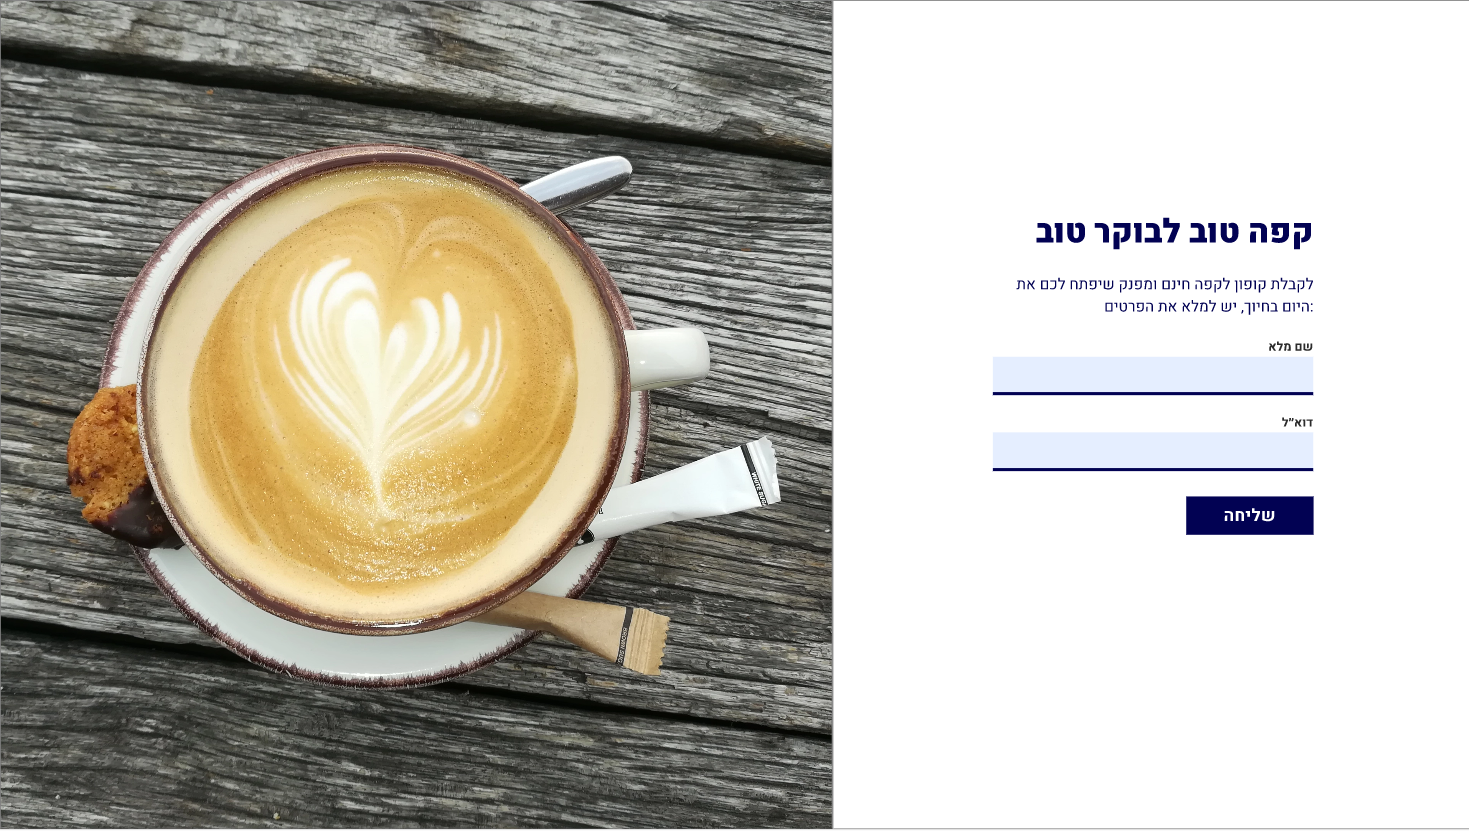 קפה טוב לבוקר טוב
לקבלת קופון לקפה חינם ומפנק שיפתח לכם את
היום בחיוך, יש למלא את הפרטים:
שם מלא
דוא״ל
שליחה